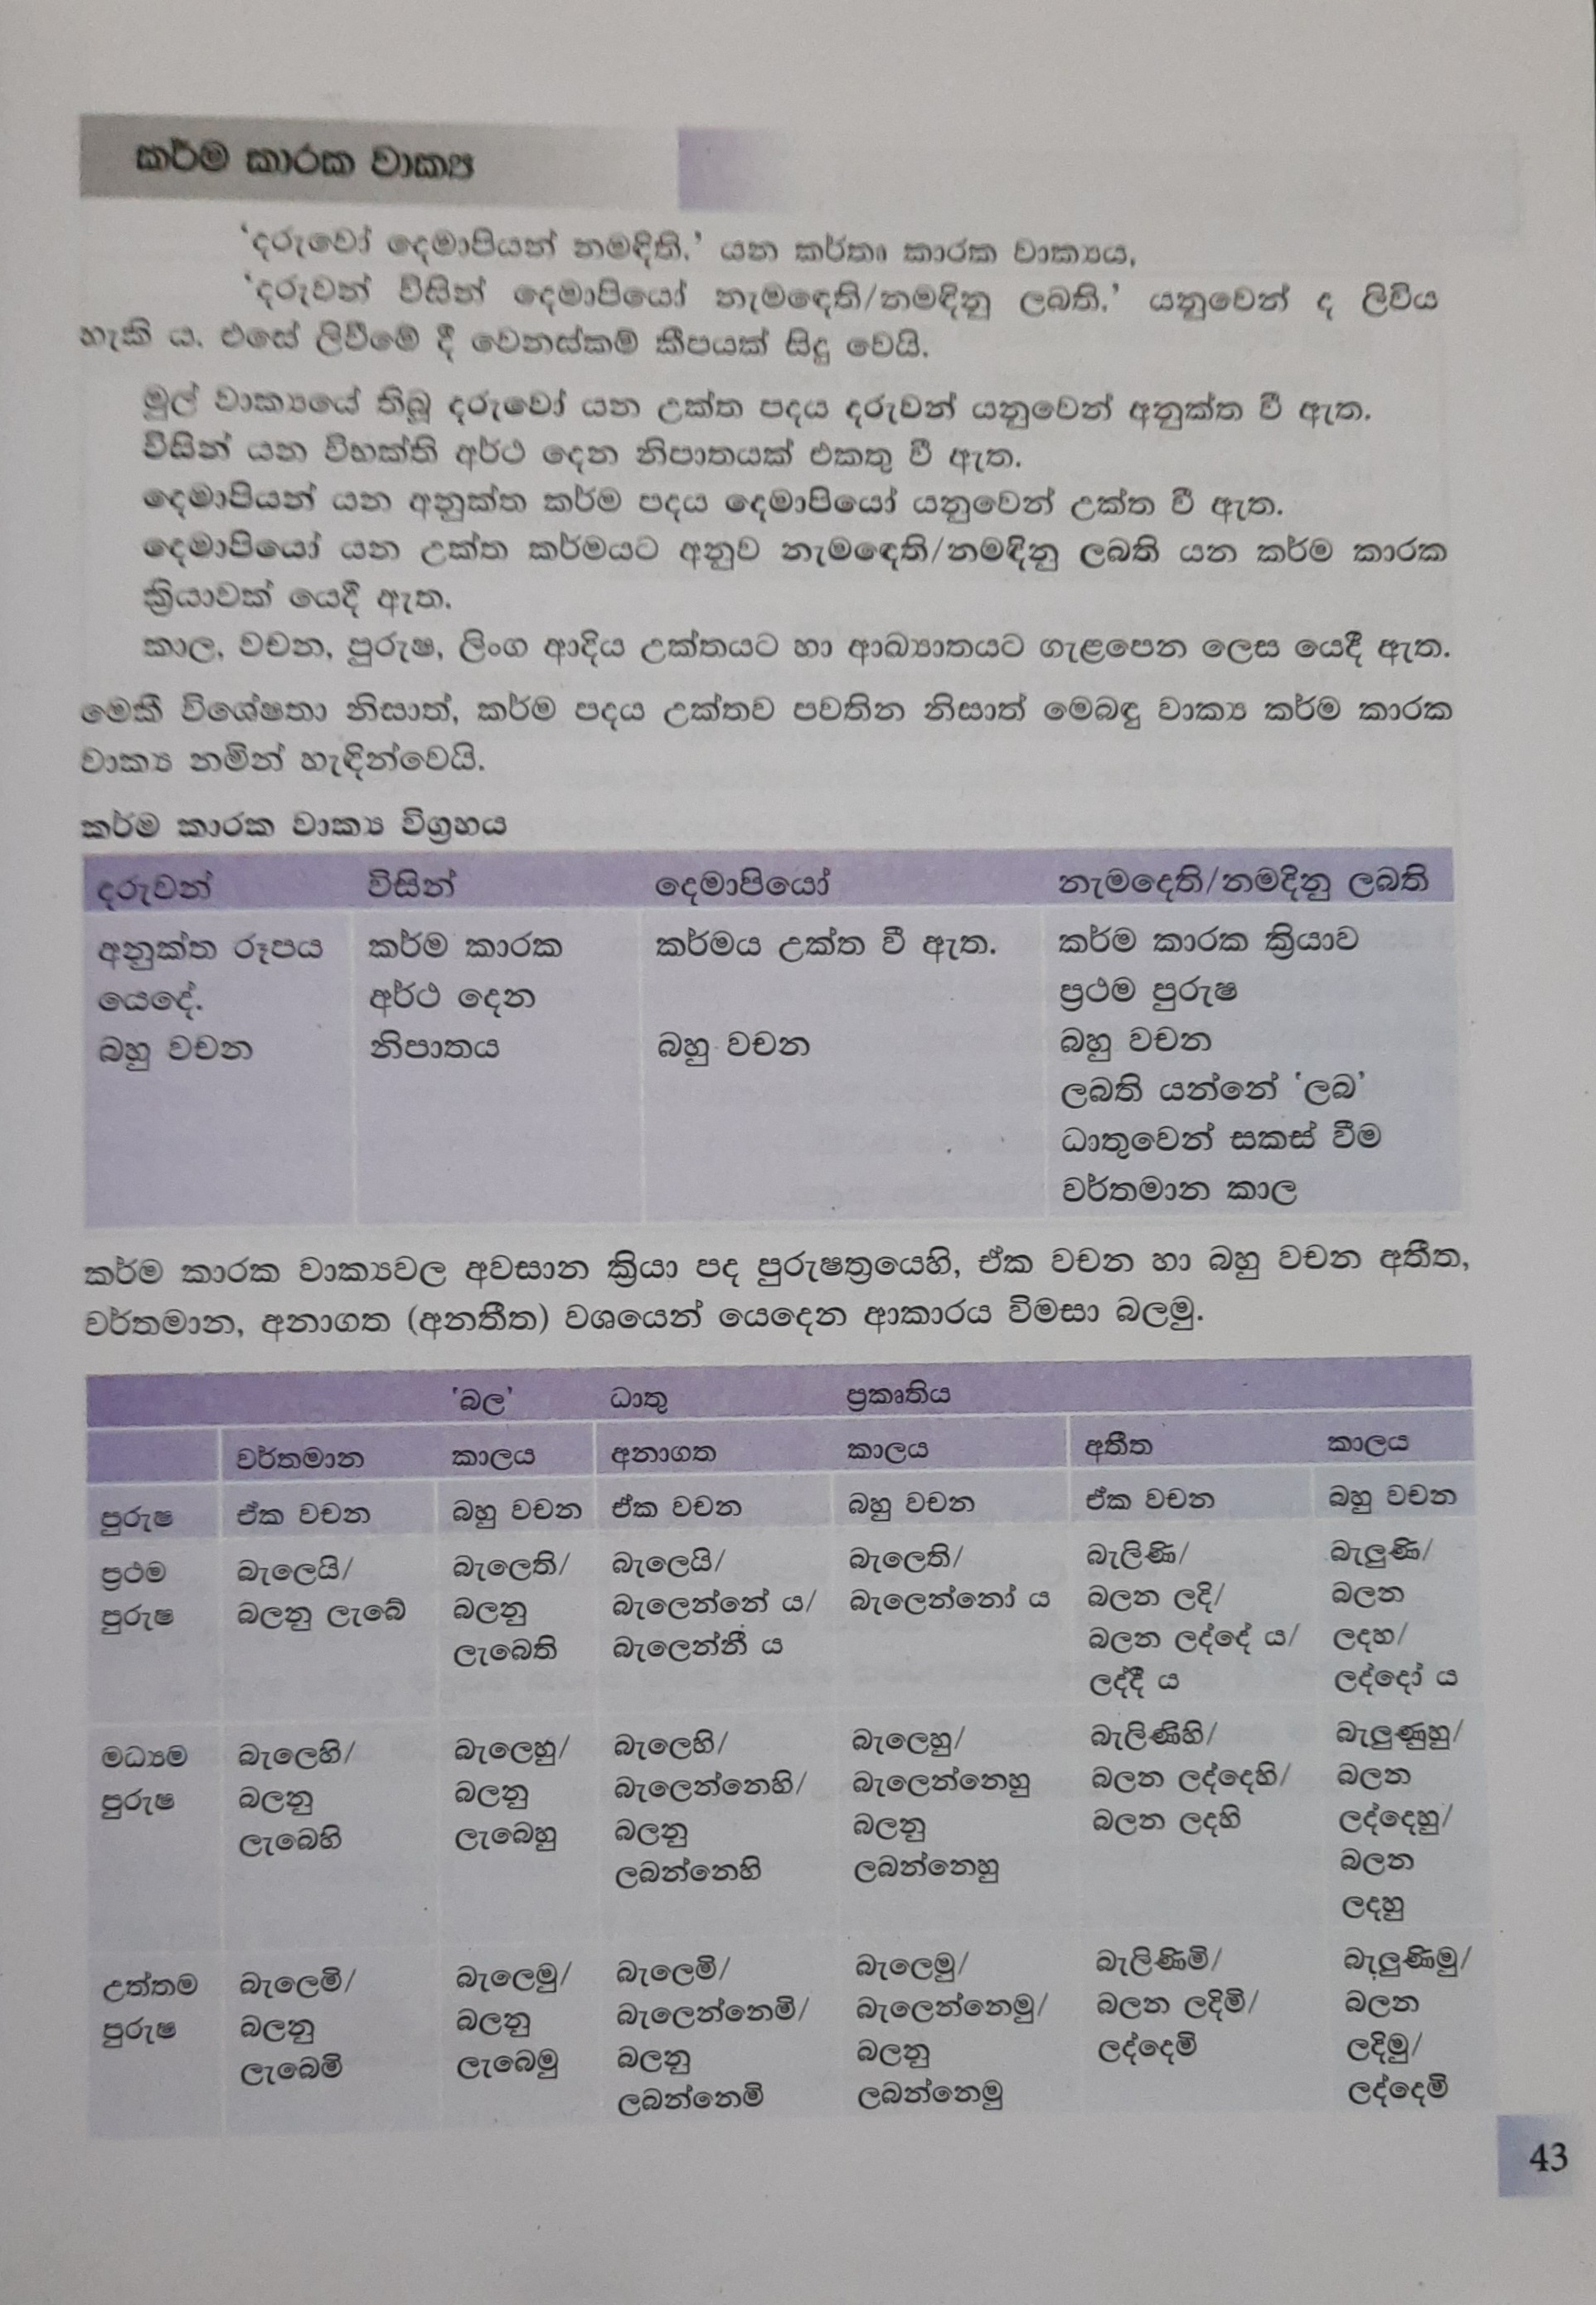 කර්ම කාරක වාක්‍ය
‘දරුවෝ දෙමාපියන් නමදිති.’ යන කර්තෘ කාරක වාක්‍යය,
‘දරුවන් විසින් දෙමාපියෝ නැමඳෙති/නමඳිනු ලබති.’ යනුවෙන් ද ලිවිය
හැකි ය. එසේ ලිවීමේ දී වෙනස්කම් කීපයක් සිදු වෙයි.
මුල් වාක්‍යයේ තිබූ දරුවෝ යන උක්ත පදය දරුවන් යනුවෙන් අනුක්ත වී ඇත.
විසින් යන විභක්ති අර්ථ දෙන නිපාතයක් එකතු වී ඇත.
දෙමාපියන් යන අනුක්ත කර්ම පදය දෙමාපියෝ යනුවෙන් උක්ත වී ඇත.
දෙමාපියෝ යන උක්ත කර්මයට අනුව නැමඳෙති/නමඳිනු ලබති යන කර්ම කාරක
ක්‍රියාවක් යෙදී ඇත.
කාල, වචන, පුරුෂ, ලිංග ආදිය උක්තයට හා ආඛ්‍යාතයට ගැළපෙන ලෙස යෙදී ඇත.
මෙකී විශේෂතා නිසාත්, කර්ම පදය උක්තව පවතින නිසාත් මෙබඳු වාක්‍ය කර්ම කාරක
වාක්‍ය නමින් හැඳින්වෙයි.
කර්ම කාරක වාක්‍ය විග්‍රහය
දරුවන් විසින් දෙමාපියෝ නැමදෙති/නමදිනු ලබති
අනුක්ත රූපය කර්ම කාරක කර්මය උක්ත වී ඇත. කර්ම කාරක ක්‍රියාව
යෙදේ. අර්ථ දෙන ප්‍රථම පුරුෂ
බහු වචන නිපාතය බහු වචන බහු වචන
ලබති යන්නේ ‘ලබ’
ධාතුවෙන් සකස් වීම
වර්තමාන කාල
කර්ම කාරක වාක්‍යවල අවසාන ක්‍රියා පද පුරුෂත්‍රයෙහි, ඒක වචන හා බහු වචන අතීත,
වර්තමාන, අනාගත (අනතීත) වශයෙන් යෙදෙන ආකාරය විමසා බලමු.
‘බල’ ධාතු ප්‍රකෘතිය
වර්තමාන කාලය අනාගත කාලය අතීත කාලය
පුරුෂ ඒක වචන බහු වචන ඒක වචන බහු වචන ඒක වචන බහු වචන
ප්‍රථම බැලෙයි/ බැලෙති/ බැලෙයි/ බැලෙති/ බැලිණි/ බැලුණි/
පුරුෂ බලනු ලැබේ බලනු බැලෙන්නේ ය/ බැලෙන්නෝ ය බලන ලදි/ බලන
ලැබෙති බැලෙන්නී ය බලන ලද්දේ ය/ ලදහ/
ලද්දී ය ලද්දෝ ය
මධ්‍යම බැලෙහි/ බැලෙහු/ බැලෙහි/ බැලෙහු/ බැලිණිහි/ බැලුණුහු/
පුරුෂ බලනු බලනු බැලෙන්නෙහි/ බැලෙන්නෙහු බලන ලද්දෙහි/ බලන
ලැබෙහි ලැබෙහු බලනු බලනු බලන ලදහි ලද්දෙහු/
ලබන්නෙහි ලබන්නෙහු බලන
ලදහු
උත්තම බැලෙමි/ බැලෙමු/ බැලෙමි/ බැලෙමු/ බැලිණිමි/ බැලුණිමු/
පුරුෂ බලනු බලනු බැලෙන්නෙමි/ බැලෙන්නෙමු/ බලන ලදිමි/ බලන
ලැබෙමි ලැබෙමු බලනු බලනු ලද්දෙමි ලදිමු/
ලබන්නෙමි ලබන්නෙමු ලද්දෙමි
43